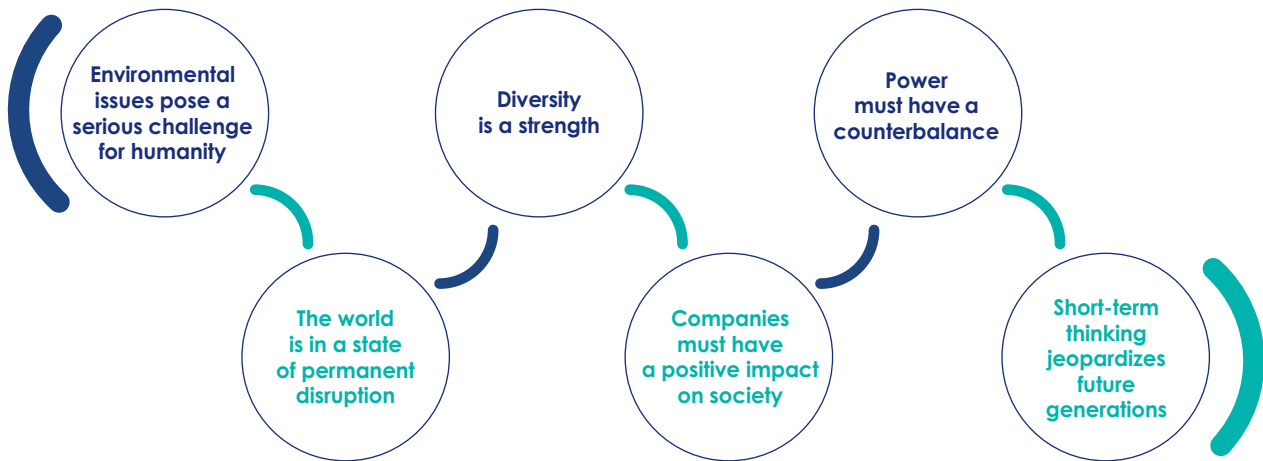 Environmental
issues pose a
serious challenge
for humanity
The world
is in a state
of permanent
disruption
Diversity
is a strength
Companies
must have
a positive impact
on society
Power
must have a
counterbalance
Short-term
thinking
jeopardizes
future
generations